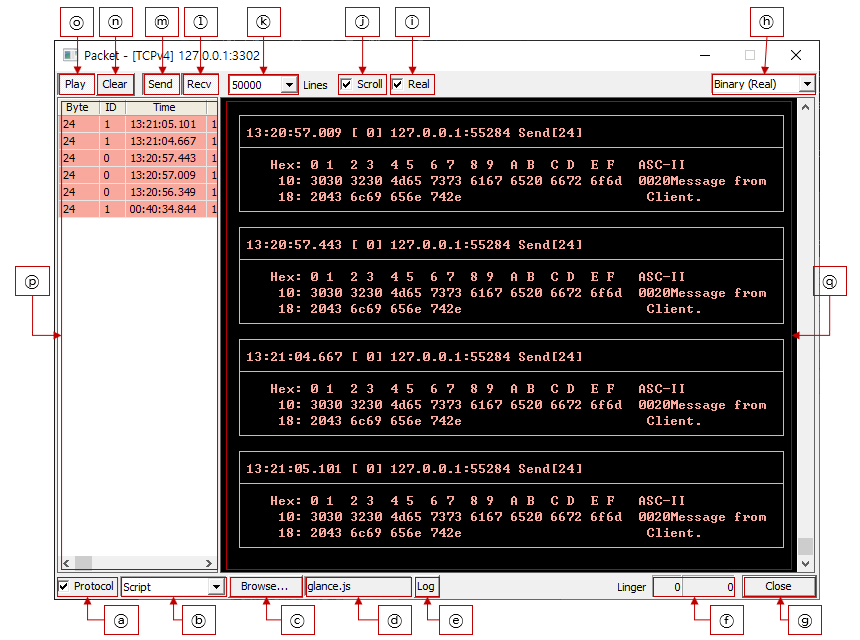 ⓞ ⓝ ⓜ ⓛ ⓚ ⓙ ⓘ ⓗ
Packet - [TCPv4] 127.0.0.1:3302
Play Clear Send Recv 50000 Lines Scroll Real Binary (Real)
Byte ID Time
24 1 13:21:05.101 1
24 1 13:21:04.667 1
24 0 13:20:57.443 1
24 0 13:20:57.009 1
24 0 13:20:56.349 1
24 1 00:40:34.844 1
13:20:57.009 [ 0] 127.0.0.1:55284 Send[24]
Hex: 0 1 2 3 4 5 6 7 8 9 A B C D E F ASC-II
10: 3030 3230 4d65 7373 6167 6520 6672 6f6d 0020Message from
18: 2043 6c69 656e 742e Client.
13:20:57.443 [ 0] 127.0.0.1:55284 Send[24]
Hex: 0 1 2 3 4 5 6 7 8 9 A B C D E F ASC-II
10: 3030 3230 4d65 7373 6167 6520 6672 6f6d 0020Message from
18: 2043 6c69 656e 742e Client.
13:21:04.667 [ 0] 127.0.0.1:55284 Send[24]
Hex: 0 1 2 3 4 5 6 7 8 9 A B C D E F ASC-II
10: 3030 3230 4d65 7373 6167 6520 6672 6f6d 0020Message from
18: 2043 6c69 656e 742e Client.
13:21:05.101 [ 0] 127.0.0.1:55284 Send[24]
Hex: 0 1 2 3 4 5 6 7 8 9 A B C D E F ASC-II
10: 3030 3230 4d65 7373 6167 6520 6672 6f6d 0020Message from
18: 2043 6c69 656e 742e Client.
ⓟ ⓠ
Protocol Script Browse... glance.js Log Linger 0 0 Close
ⓐ ⓑ ⓒ ⓓ ⓔ ⓕ ⓖ